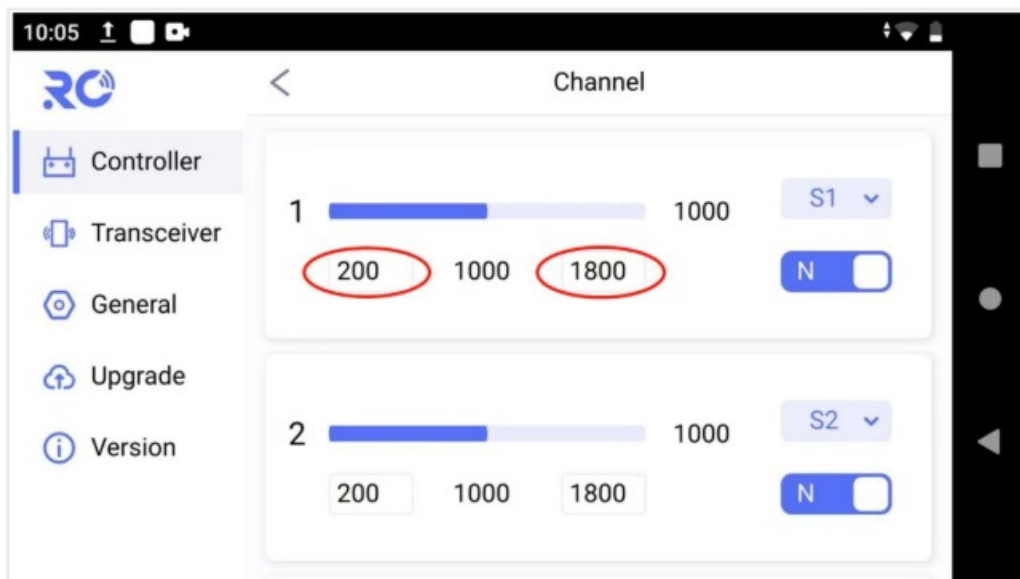 10:05
RC
Channel
Controller
Transceiver
General
Upgrade
Version
1
1000
S1
200 1000 1800
N
2
1000
S2
200 1000 1800
N